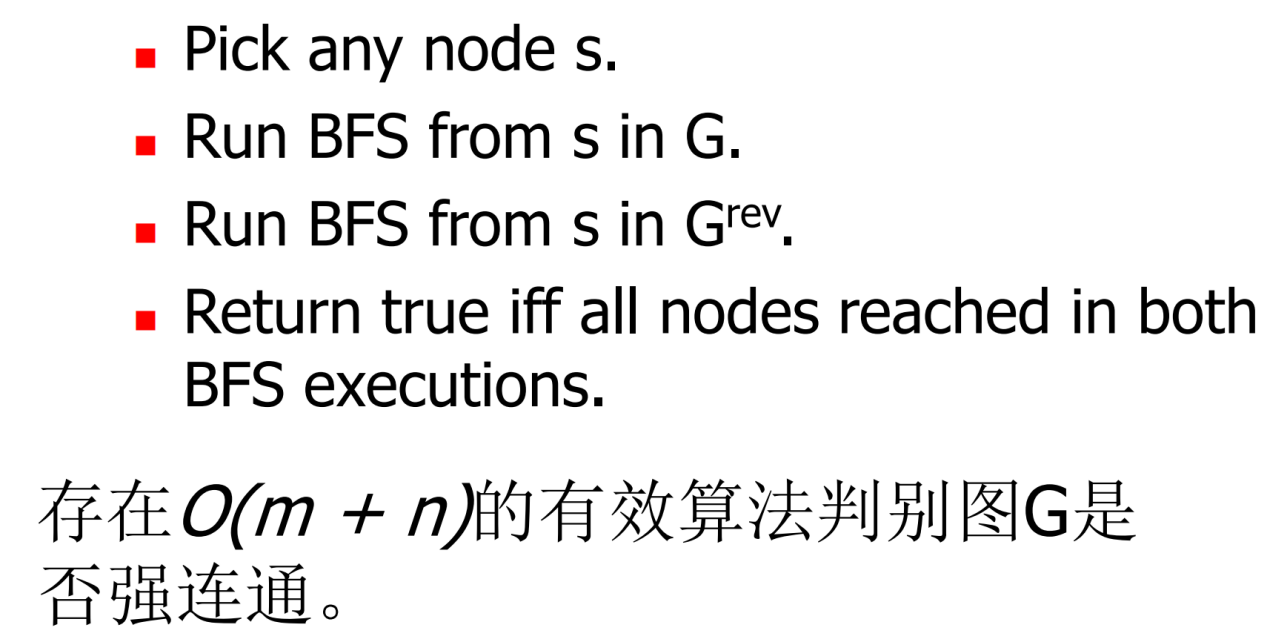 ▪ Pick any node s.
▪ Run BFS from s in G.
▪ Run BFS from s in Gʳᵉᵛ.
▪ Return true iff all nodes reached in both
BFS executions.
存在O(m + n)的有效算法判别图G是
否强连通。